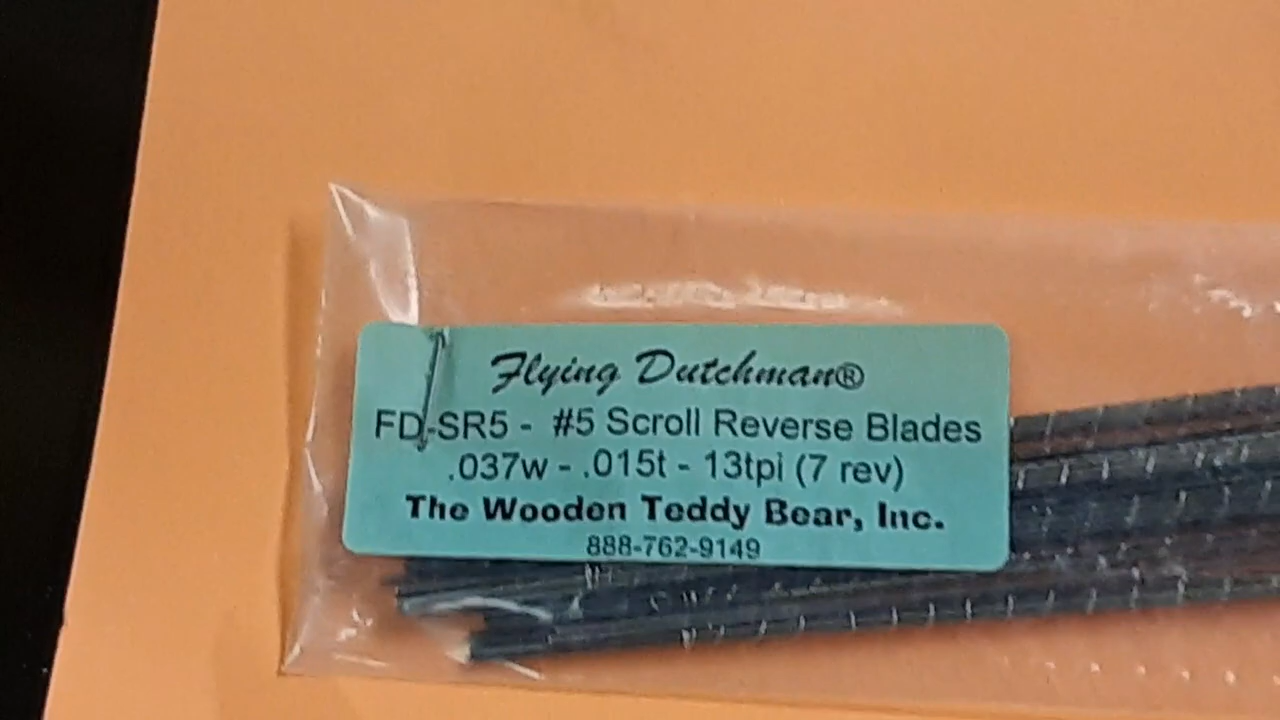 Flying Dutchman®
FD-SR5 - #5 Scroll Reverse Blades
.037w - .015t - 13tpi (7 rev)
The Wooden Teddy Bear, Inc.
888-762-9149